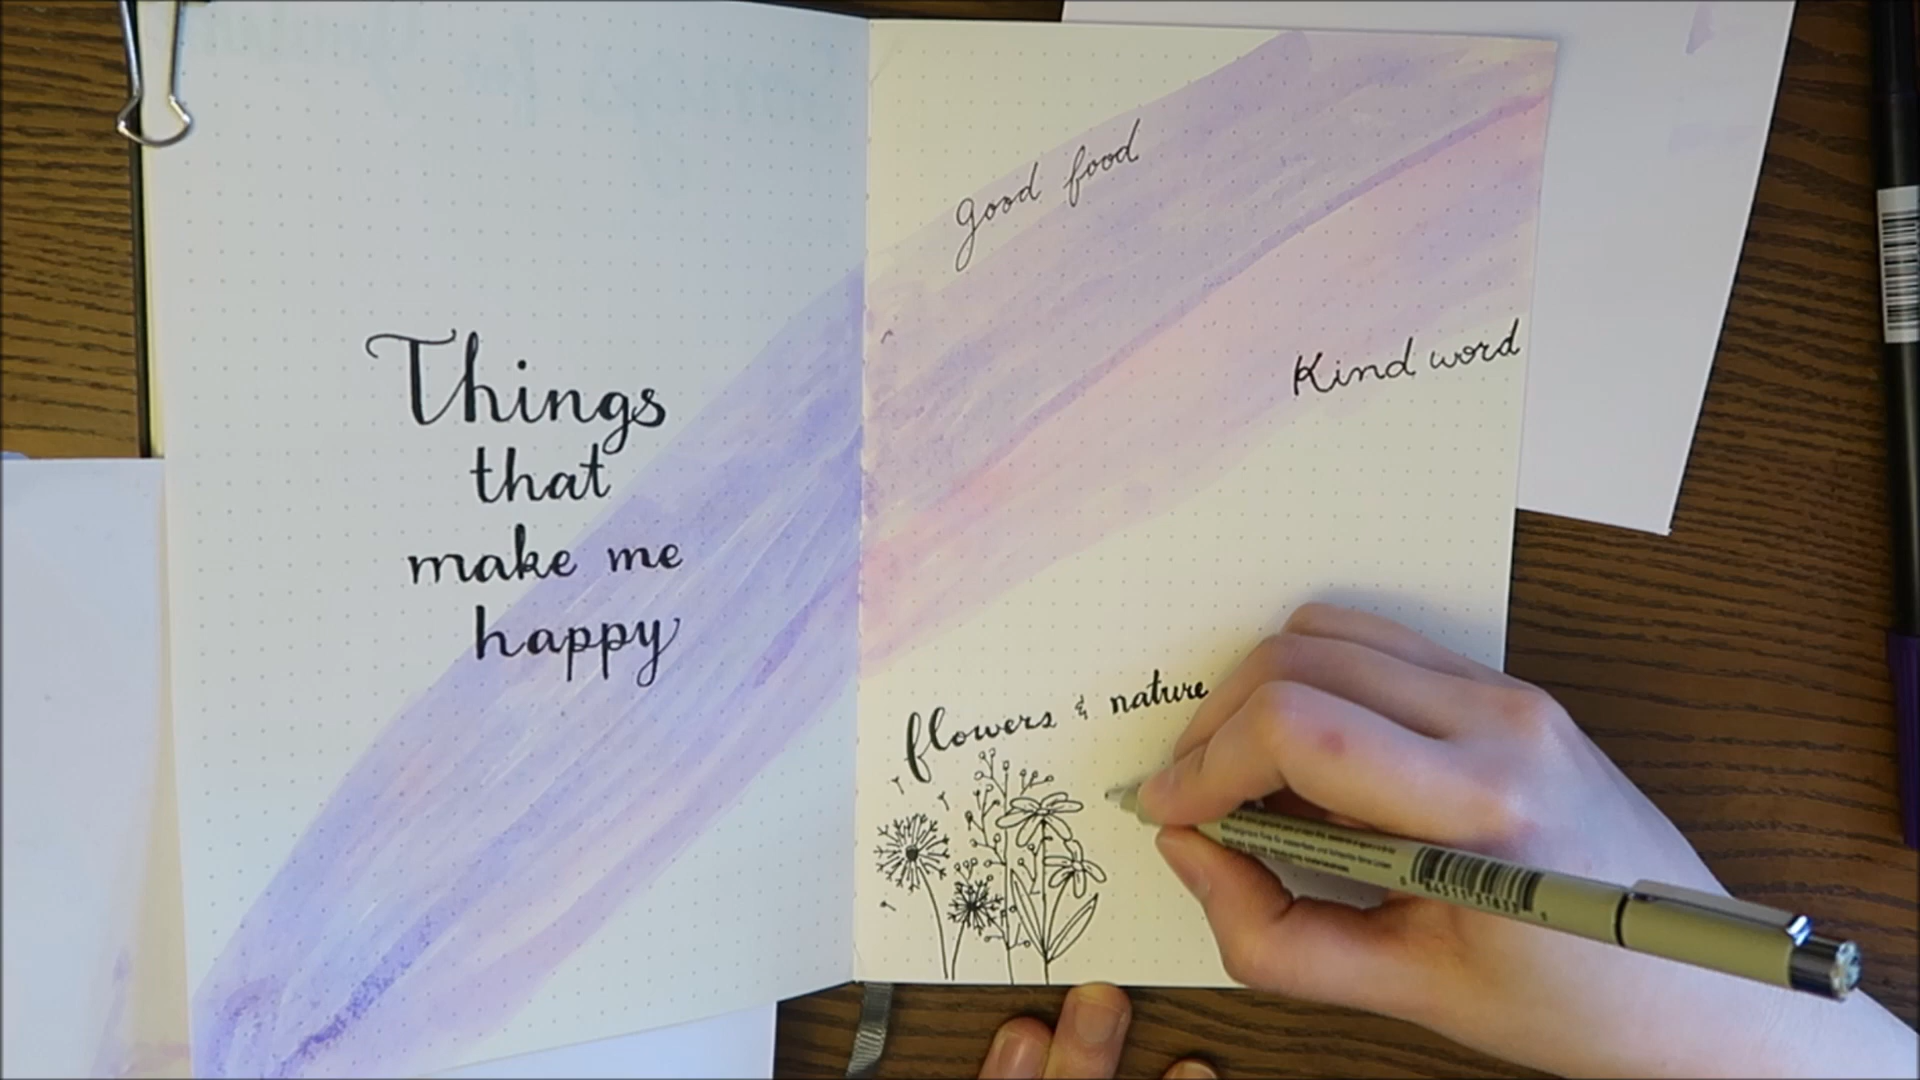 Things
that
make me
happy
good food
Kind word
flowers & nature